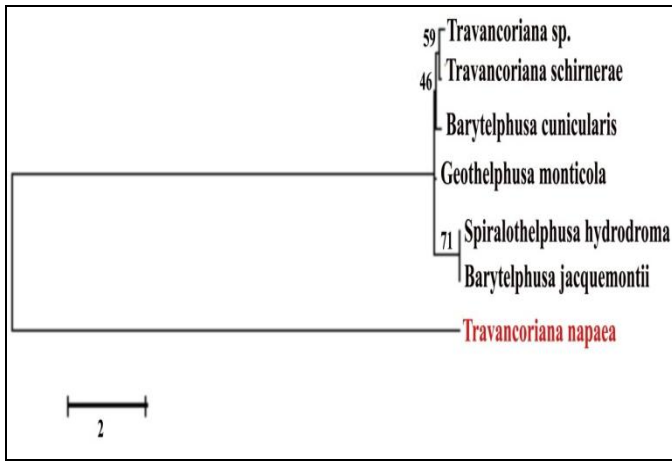 59
Travancoriana sp.
Travancoriana schirnerae
46
Barytelphusa cunicularis
Geothelphusa monticola
71
Spiralothelphusa hydrodroma
Barytelphusa jacquemontii
Travancoriana napaea
2